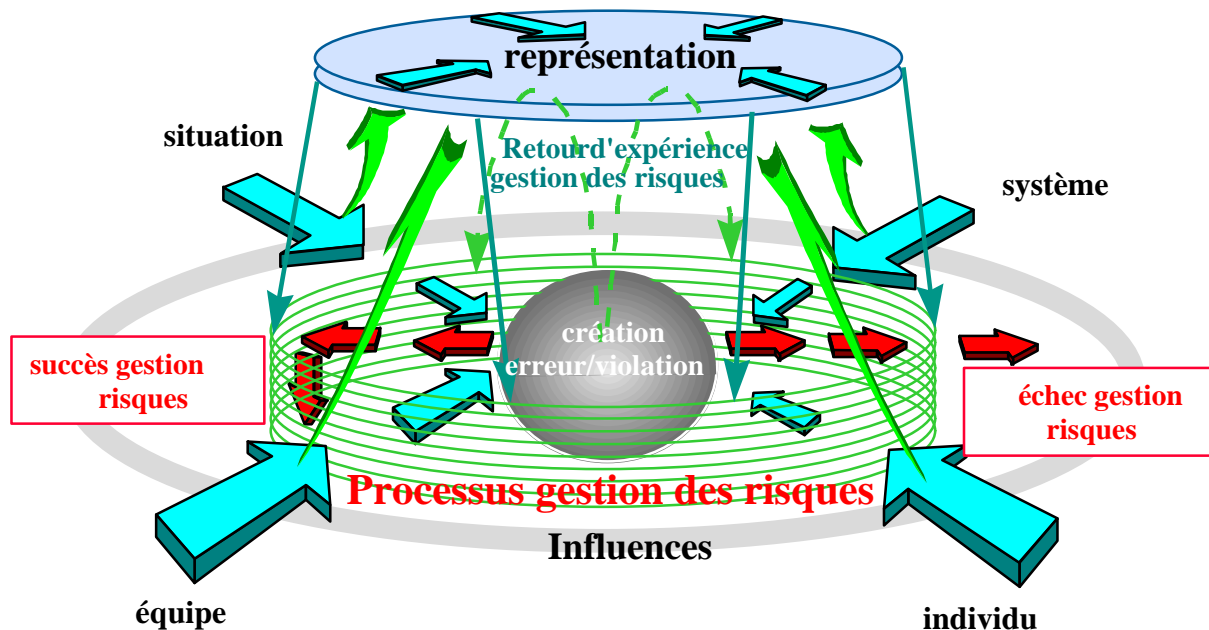 représentation
situation
Retourd'expérience
gestion des risques
système
création
erreur/violation
succès gestion
risques
échec gestion
risques
Processus gestion des risques
Influences
équipe
individu